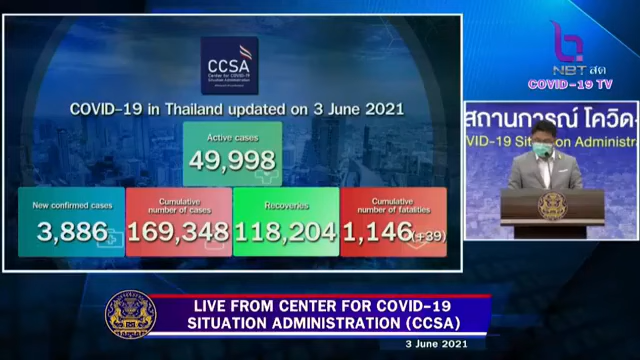 CCSA
Center for COVID-19
Situation Administration
COVID-19 in Thailand updated on 3 June 2021
Active cases
49,998
New confirmed cases
3,886
Cumulative
number of cases
169,348
Recoveries
118,204
Cumulative
number of fatalities
1,146 (+39)
NBT สด
COVID-19 TV
สถานการณ์ โควิด-
VID-19 Situation Administra
LIVE FROM CENTER FOR COVID-19
SITUATION ADMINISTRATION (CCSA)
3 June 2021